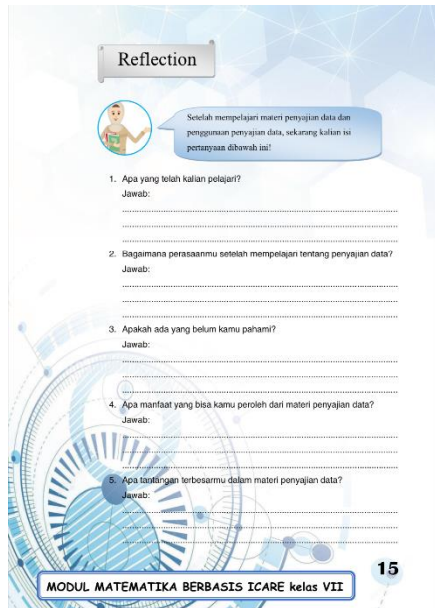 Reflection
Setelah mempelajari materi penyajian data dan
penggunaan penyajian data, sekarang kalian isi
pertanyaan dibawah ini!
1. Apa yang telah kalian pelajari?
Jawab:
2. Bagaimana perasaanmu setelah mempelajari tentang penyajian data?
Jawab:
3. Apakah ada yang belum kamu pahami?
Jawab:
4. Apa manfaat yang bisa kamu peroleh dari materi penyajian data?
Jawab:
5. Apa tantangan terbesarmu dalam materi penyajian data?
Jawab:
15
MODUL MATEMATIKA BERBASIS ICARE kelas VII